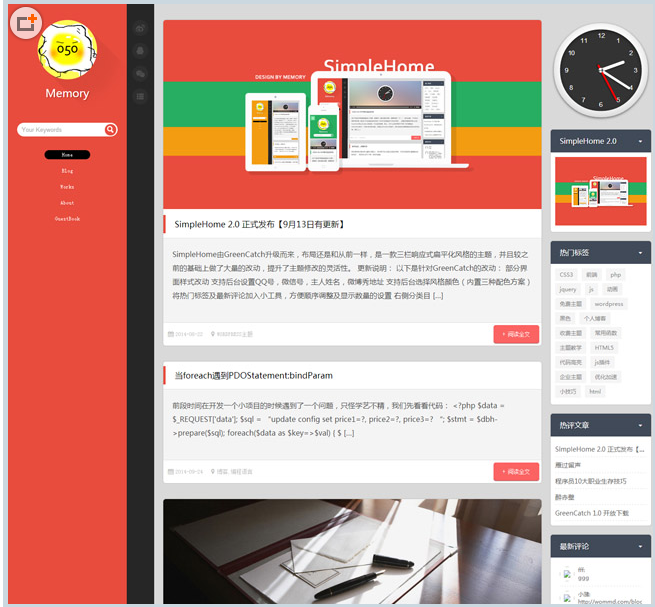 Memory
Your Keywords
Home
Blog
Works
About
GuestBook
SimpleHome
DESIGN BY MEMORY
SimpleHome 2.0 正式发布【9月13日有更新】
SimpleHome由GreenCatch升级而来，布局还是和从前一样，是一款三栏响应式扁平化风格的主题，并且较之
前的基础上做了大量的改动，提升了主题修改的灵活性。 更新说明： 以下是针对GreenCatch的改动： 部分界
面样式改动 支持后台设置QQ号，微信号，主人姓名，微博秀地址 支持后台选择风格颜色（内置三种配色方案）
将热门标签及最新评论加入小工具，方便顺序调整及显示数量的设置 右侧分类目 [...]
WORDPRESS主题
+ 阅读全文
当foreach遇到PDOStatement:bindParam
前段时间在开发一个小项目的时候遇到了一个问题，只怪学艺不精，我们先看看代码： <?php $data =
$_REQUEST['data']; $sql = “update config set price1=?, price2=?, price3=? ”; $stmt = $dbh-
>prepare($sql); foreach($data as $key=>$val) { $ [...]
博客, 编程语言
+ 阅读全文
12
1
2
3
4
5
6
7
8
9
10
11
SimpleHome 2.0
热门标签
CSS3 前端 php
jquery js 动画
免费主题 wordpress
黑色 个人博客
收费主题 常用函数
主题教学 HTML5
代码高亮 js插件
企业主题 优化加速
小技巧 html
热评文章
SimpleHome 2.0 正式发布【...
雁过留声
程序员10大职业生存技巧
醉赤壁
GreenCatch 1.0 开放下载
最新评论
999
小强: